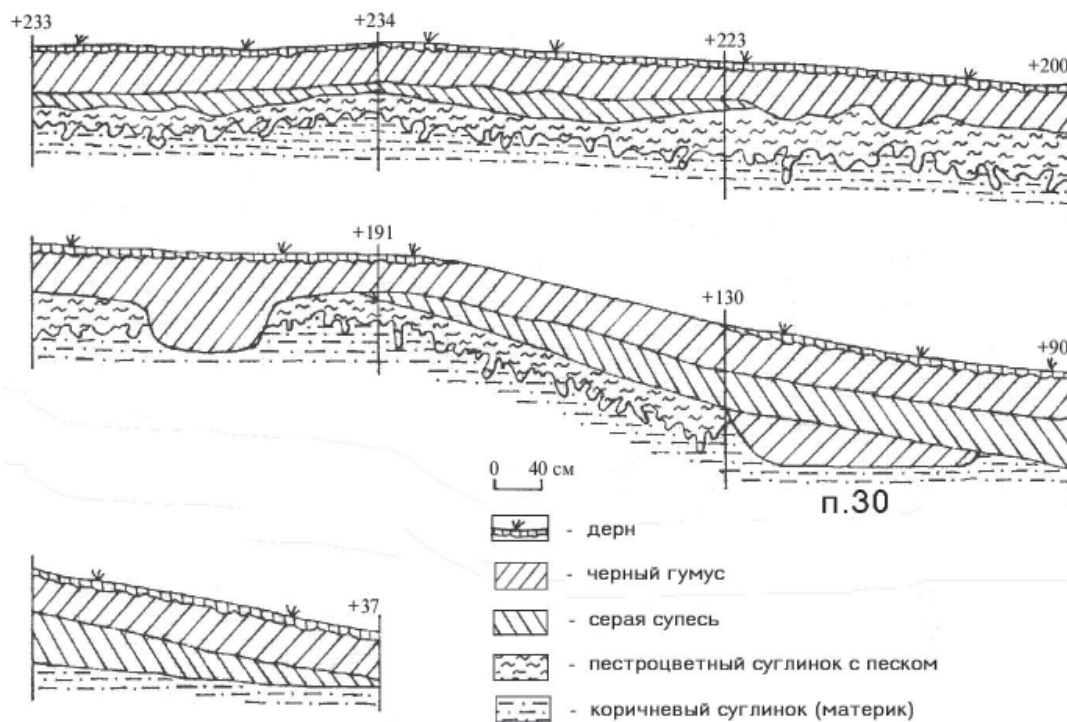 +233
+234
+223
+200
+191
+130
+90
0 40 см
п.30
- дерн
- черный гумус
+37
- серая супесь
- пестроцветный суглинок с песком
- коричневый суглинок (материк)